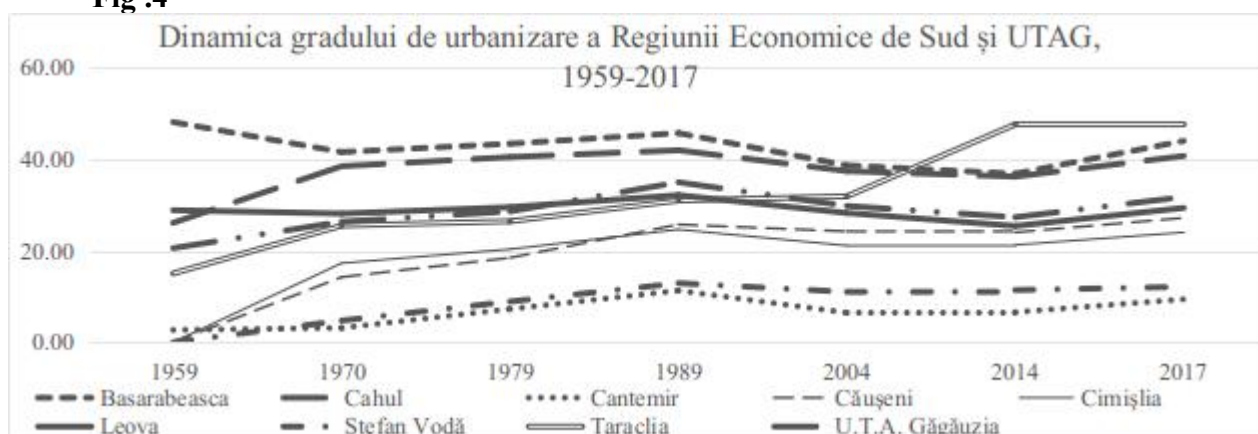 Fig .4
Dinamica gradului de urbanizare a Regiunii Economice de Sud și UTAG,
1959-2017
60.00
40.00
20.00
0.00
1959 1970 1979 1989 2004 2014 2017
Basarabeasca Cahul Cantemir Căușeni Cimișlia
Leova Ștefan Vodă Taraclia U.T.A. Găgăuzia